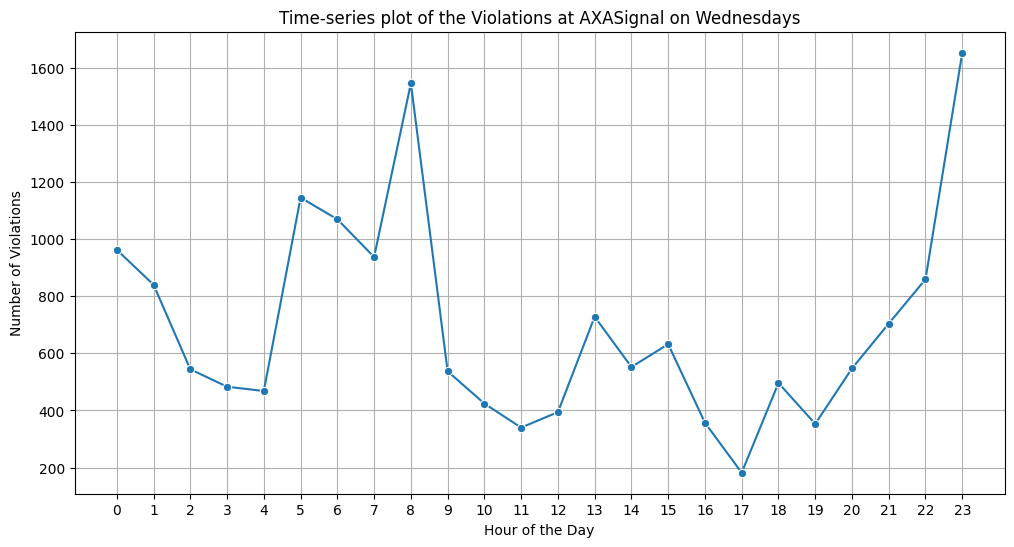 Time-series plot of the Violations at AXASignal on Wednesdays
Number of Violations
1600
1400
1200
1000
800
600
400
200
0 1 2 3 4 5 6 7 8 9 10 11 12 13 14 15 16 17 18 19 20 21 22 23
Hour of the Day